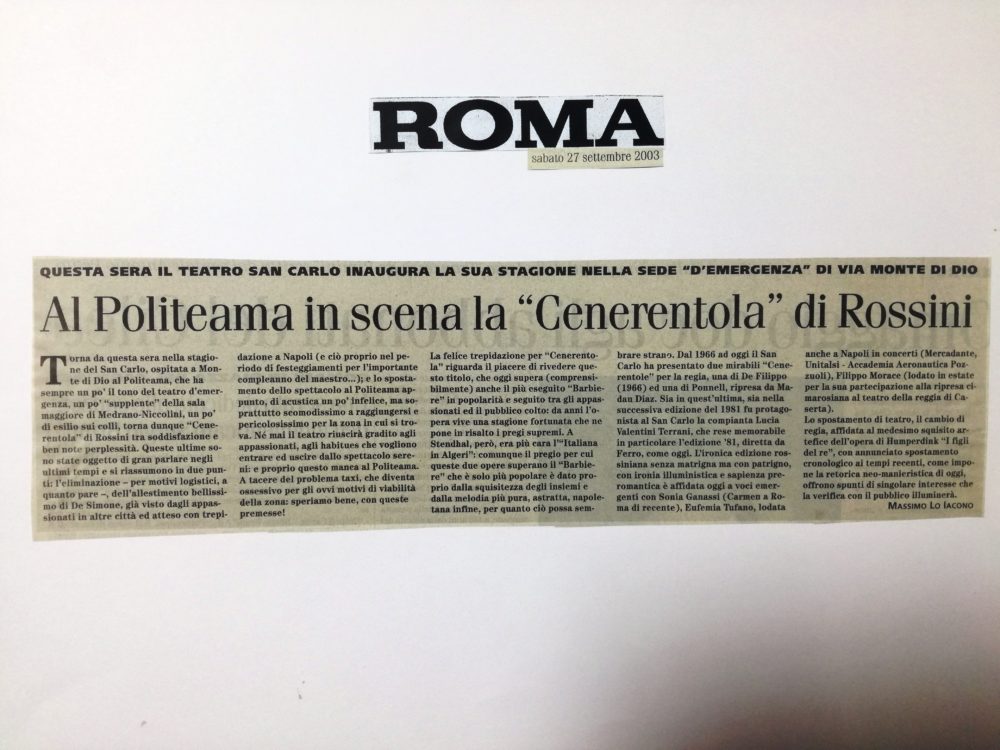 ROMA
sabato 27 settembre 2003
QUESTA SERA IL TEATRO SAN CARLO INAUGURA LA SUA STAGIONE NELLA SEDE “D’EMERGENZA” DI VIA MONTE DI DIO
Al Politeama in scena la “Cenerentola” di Rossini
Torna da questa sera nella stagio-
ne del San Carlo, ospitata a Mon-
te di Dio al Politeama, che ha
sempre un po’ il tono del teatro d’emer-
genza, un po’ “supplente” della sala
maggiore di Medrano-Niccolini, un po’
di esilio sui colli, torna dunque “Cene-
rentola” di Rossini tra soddisfazione e
ben note perplessità. Queste ultime so-
no state oggetto di gran parlare negli
ultimi tempi e si riassumono in due pun-
ti: l’eliminazione – per motivi logistici, a
quanto pare –, dell’allestimento bellissi-
mo di De Simone, già visto dagli appas-
sionati in altre città ed atteso con trepi-
dazione a Napoli (e ciò proprio nel pe-
riodo di festeggiamenti per l’importante
compleanno del maestro...); e lo sposta-
mento dello spettacolo al Politeama ap-
punto, di acustica un po’ infelice, ma so-
prattutto scomodissimo a raggiungersi e
pericolosissimo per la zona in cui si tro-
va. Né mai il teatro riuscirà gradito agli
appassionati, agli habitues che vogliono
entrare ed uscire dallo spettacolo sere-
ni: e proprio questo manca al Politeama.
A tacere del problema taxi, che diventa
ossessivo per gli ovvi motivi di viabilità
della zona: speriamo bene, con queste
premesse!
La felice trepidazione per “Cenerento-
la” riguarda il piacere di rivedere que-
sto titolo, che oggi supera (comprensi-
bilmente) anche il più eseguito “Barbie-
re” in popolarità e seguito tra gli appas-
sionati ed il pubblico colto: da anni l’o-
pera vive una stagione fortunata che ne
pone in risalto i pregi supremi. A
Stendhal, però, era più cara l’“Italiana
in Algeri”: comunque il pregio per cui
queste due opere superano il “Barbie-
re” che è solo più popolare è dato pro-
prio dalla squisitezza degli insiemi e
dalla melodia più pura, astratta, napole-
tana infine, per quanto ciò possa sem-
brare strano. Dal 1966 ad oggi il San
Carlo ha presentato due mirabili “Cene-
rentole” per la regia, una di De Filippo
(1966) ed una di Ponnell, ripresa da Ma-
dau Diaz. Sia in quest’ultima, sia nella
successiva edizione del 1981 fu protago-
nista al San Carlo la compianta Lucia
Valentini Terrani, che rese memorabile
in particolare l’edizione ’81, diretta da
Ferro, come oggi. L’ironica edizione ros-
siniana senza matrigna ma con patrigno,
con ironia illuministica e sapienza pre-
romantica è affidata oggi a voci emer-
genti con Sonia Ganassi (Carmen a Ro-
ma di recente), Eufemia Tufano, lodata
anche a Napoli in concerti (Mercadante,
Unitalsi - Accademia Aeronautica Poz-
zuoli), Filippo Morace (lodato in estate
per la sua partecipazione alla ripresa ci-
marosiana al teatro della reggia di Ca-
serta).
Lo spostamento di teatro, il cambio di
regia, affidata al medesimo squisito ar-
tefice dell’opera di Humperdink “I figli
del re”, con annunciato spostamento
cronologico ai tempi recenti, come impo-
ne la retorica neo-manieristica di oggi,
offrono spunti di singolare interesse che
la verifica con il pubblico illuminerà.
MASSIMO LO IACONO